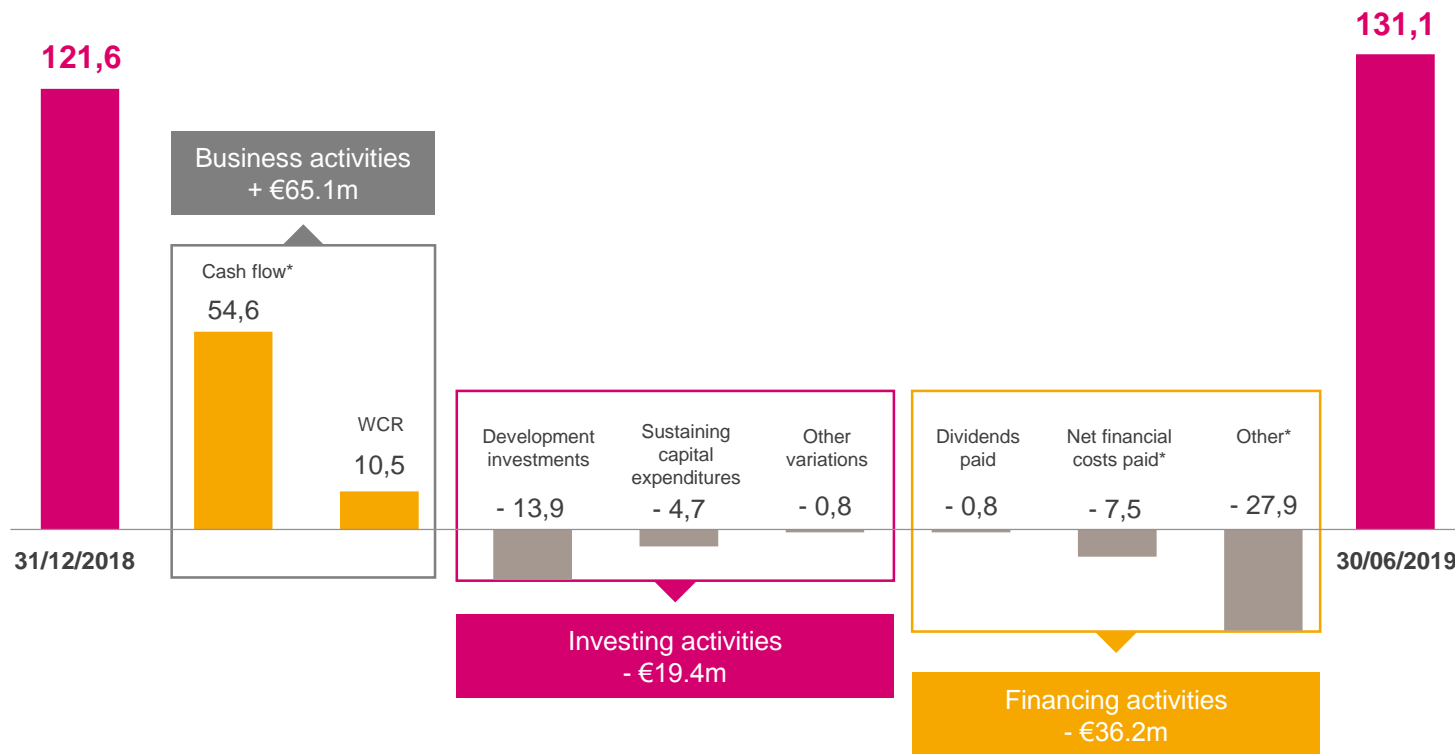 131,1
121,6
Business activities
+ €65.1m
Cash flow*
54,6
WCR
10,5
Development
investments
- 13,9
Sustaining
capital
expenditures
- 4,7
Other
variations
- 0,8
Dividends
paid
- 0,8
Net financial
costs paid*
- 7,5
Other*
- 27,9
31/12/2018
30/06/2019
Investing activities
- €19.4m
Financing activities
- €36.2m